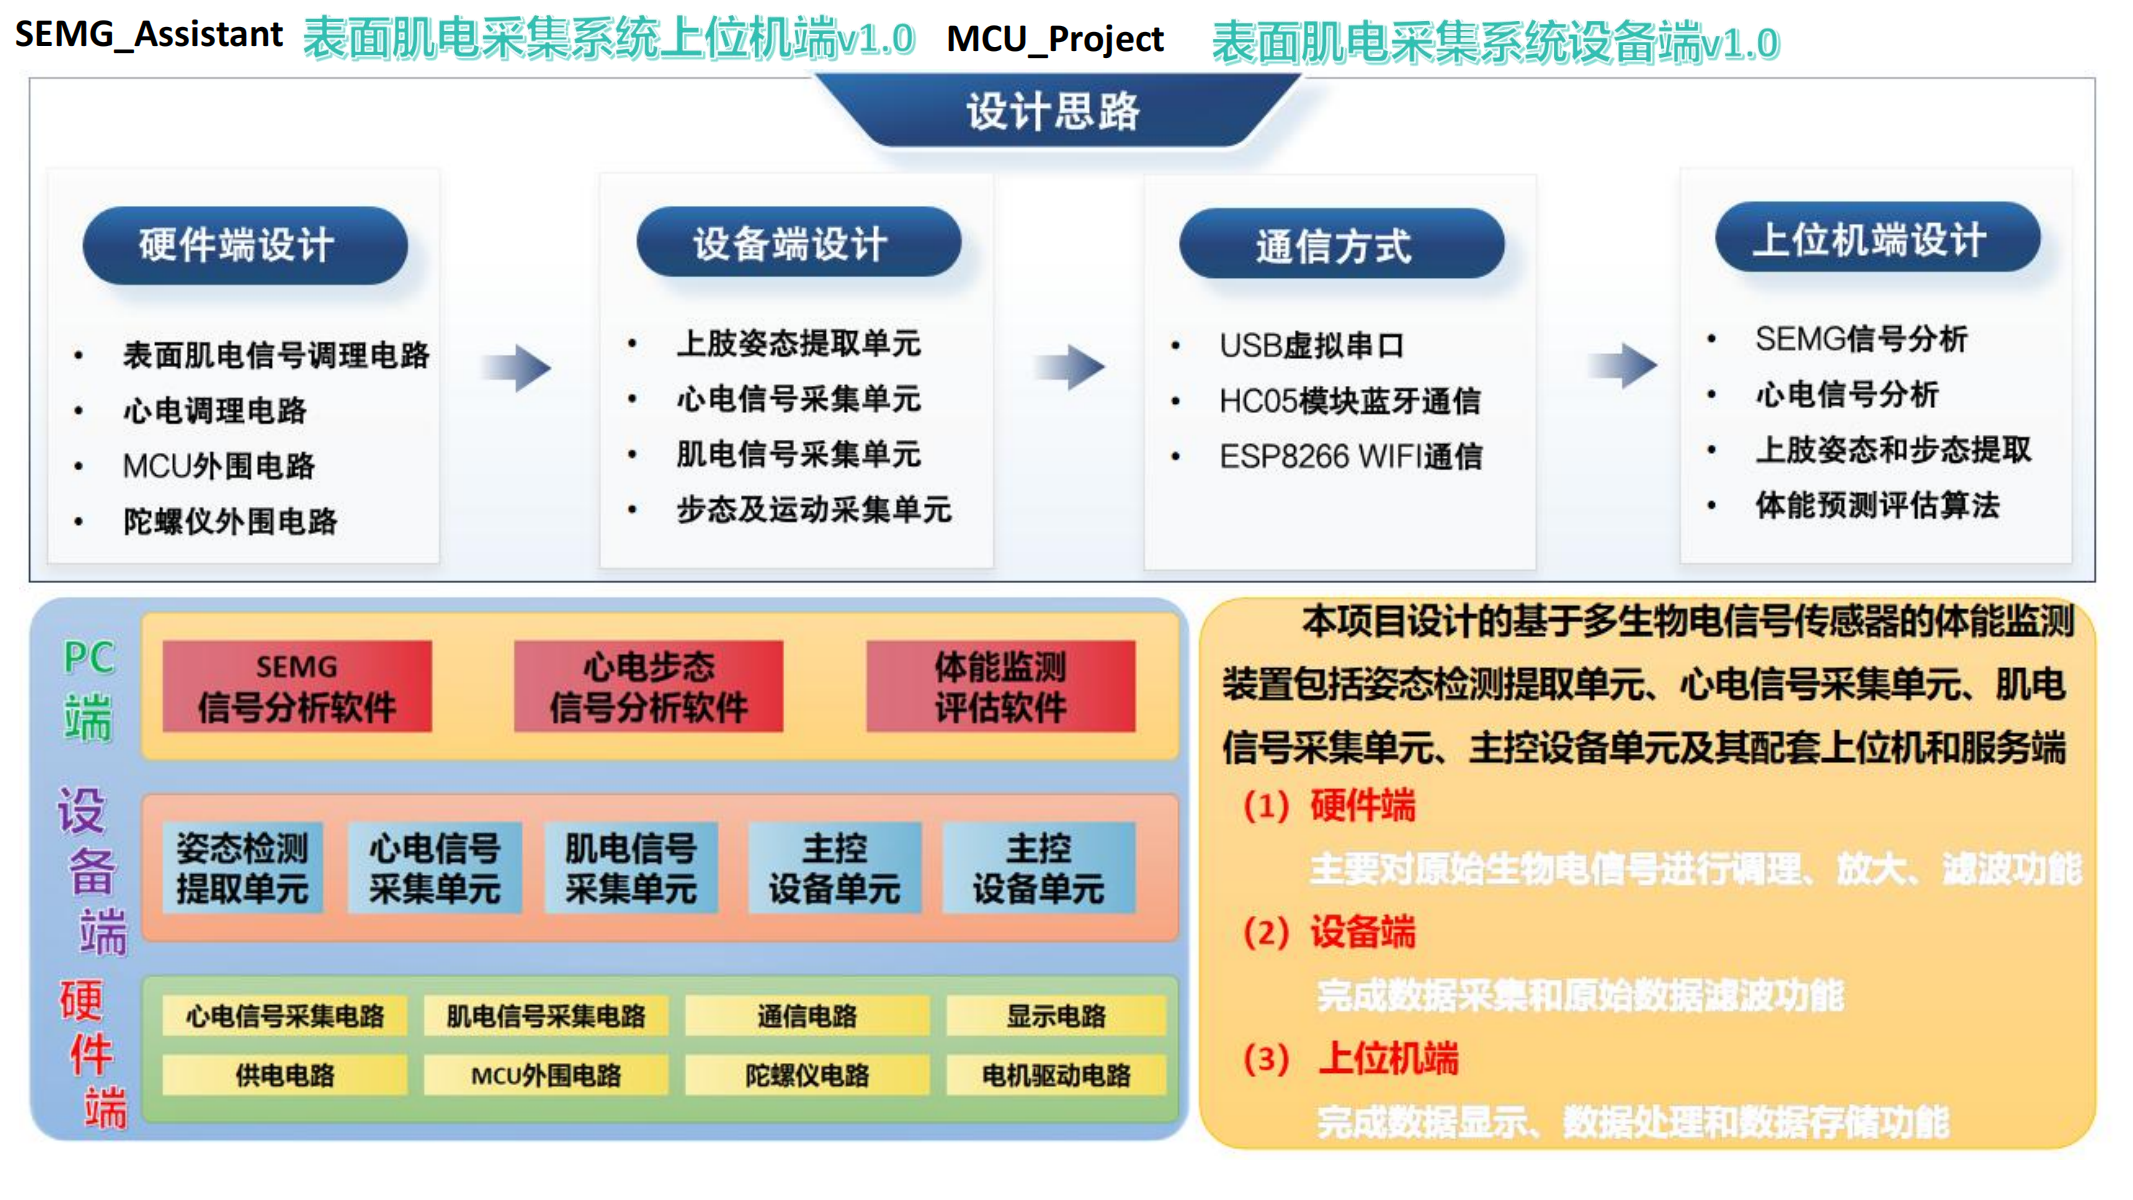 SEMG_Assistant 表面肌电采集系统上位机端v1.0 MCU_Project 表面肌电采集系统设备端v1.0
设计思路
硬件端设计
• 表面肌电信号调理电路
• 心电调理电路
• MCU外围电路
• 陀螺仪外围电路
设备端设计
• 上肢姿态提取单元
• 心电信号采集单元
• 肌电信号采集单元
• 步态及运动采集单元
通信方式
• USB虚拟串口
• HC05模块蓝牙通信
• ESP8266 WIFI通信
上位机端设计
• SEMG信号分析
• 心电信号分析
• 上肢姿态和步态提取
• 体能预测评估算法
PC
端
SEMG
信号分析软件
心电步态
信号分析软件
体能监测
评估软件
设
备
端
姿态检测
提取单元
心电信号
采集单元
肌电信号
采集单元
主控
设备单元
主控
设备单元
硬
件
端
心电信号采集电路
肌电信号采集电路
通信电路
显示电路
供电电路
MCU外围电路
陀螺仪电路
电机驱动电路
本项目设计的基于多生物电信号传感器的体能监测
装置包括姿态检测提取单元、心电信号采集单元、肌电
信号采集单元、主控设备单元及其配套上位机和服务端
（1）硬件端
主要对原始生物电信号进行调理、放大、滤波功能
（2）设备端
完成数据采集和原始数据滤波功能
（3）上位机端
完成数据显示、数据处理和数据存储功能